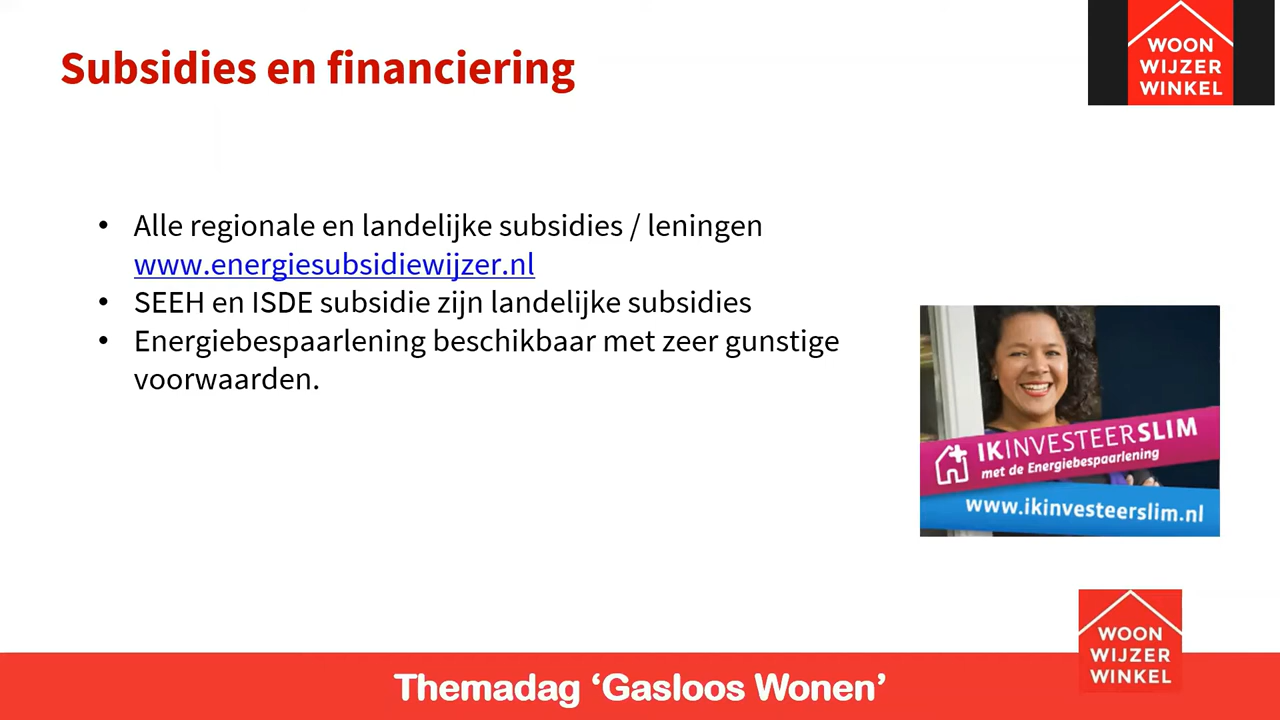 Subsidies en financiering
WOON
WIJZER
WINKEL
• Alle regionale en landelijke subsidies / leningen
www.energiesubsidiewijzer.nl
• SEEH en ISDE subsidie zijn landelijke subsidies
• Energiebespaarlening beschikbaar met zeer gunstige
voorwaarden.
IKINVESTEERSLIM
met de Energiebespaarlening
www.ikinvesteerslim.nl
WOON
WIJZER
WINKEL
Themadag ‘Gasloos Wonen’